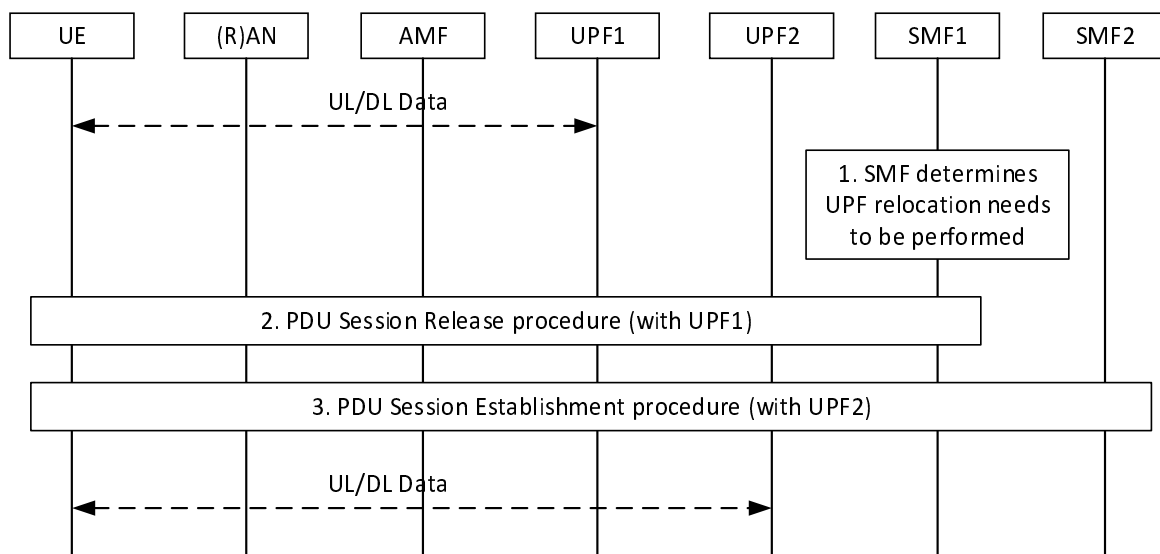 UE
(R)AN
AMF
UPF1
UPF2
SMF1
SMF2
UL/DL Data
1. SMF determines
UPF relocation needs
to be performed
2. PDU Session Release procedure (with UPF1)
3. PDU Session Establishment procedure (with UPF2)
UL/DL Data